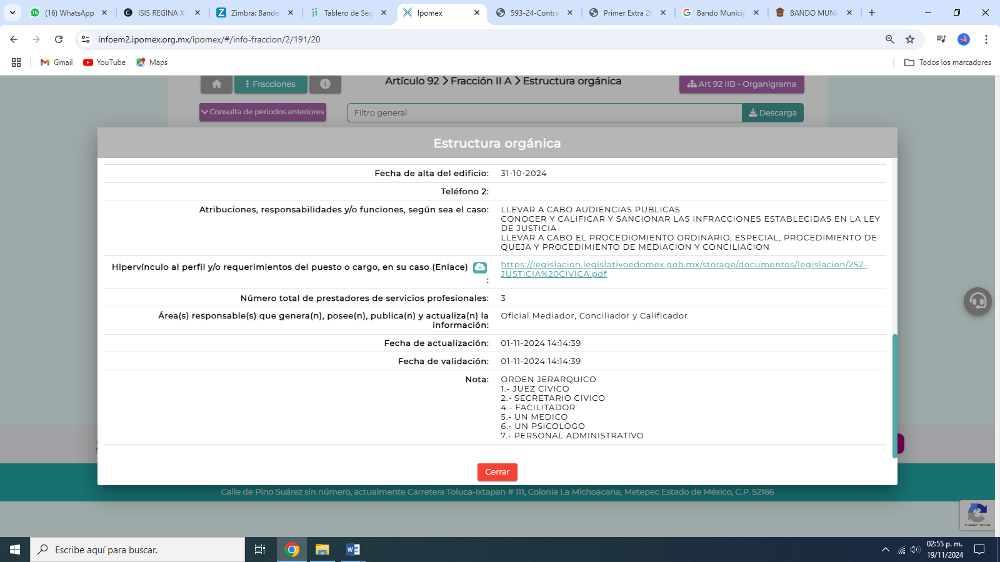 (16) WhatsApp
ISIS REGINA XV
Zimbra: Bande
Tablero de Seg
Ipomex
593-24-Contra
Primer Extra 20
Bando Municip
BANDO MUNI
infoem2.ipomex.org.mx/ipomex/#/info-fraccion/2/191/20
Gmail
YouTube
Maps
Todos los marcadores
Fracciones
Artículo 92 > Fracción II A > Estructura orgánica
Art 92 IIB - Organigrama
Consulta de periodos anteriores
Filtro general
Descarga
Estructura orgánica
Fecha de alta del edificio: 31-10-2024
Teléfono 2:
Atribuciones, responsabilidades y/o funciones, según sea el caso: LLEVAR A CABO AUDIENCIAS PUBLICAS
CONOCER Y CALIFICAR Y SANCIONAR LAS INFRACCIONES ESTABLECIDAS EN LA LEY
DE JUSTICIA
LLEVAR A CABO EL PROCEDIOMIENTO ORDINARIO, ESPECIAL, PROCEDIMIENTO DE
QUEJA Y PROCEDIMIENTO DE MEDIACION Y CONCILIACION
Hipervínculo al perfil y/o requerimientos del puesto o cargo, en su caso (Enlace)
:
https://legislacion.legislativoedomex.gob.mx/storage/documentos/legislacion/252-
JUSTICIA%20CIVICA.pdf
Número total de prestadores de servicios profesionales: 3
Área(s) responsable(s) que genera(n), posee(n), publica(n) y actualiza(n) la
información:
Oficial Mediador, Conciliador y Calificador
Fecha de actualización: 01-11-2024 14:14:39
Fecha de validación: 01-11-2024 14:14:39
Nota: ORDEN JERARQUICO
1.- JUEZ CIVICO
2.- SECRETARIO CIVICO
4.- FACILITADOR
5.- UN MEDICO
6.- UN PSICOLOGO
7.- PERSONAL ADMINISTRATIVO
Cerrar
Calle de Pino Suárez sin número, actualmente Carretera Toluca-Ixtapan # 111, Colonia La Michoacana; Metepec Estado de México, C.P. 52166
Privacidad - Términos
Escribe aquí para buscar.
02:55 p. m.
19/11/2024